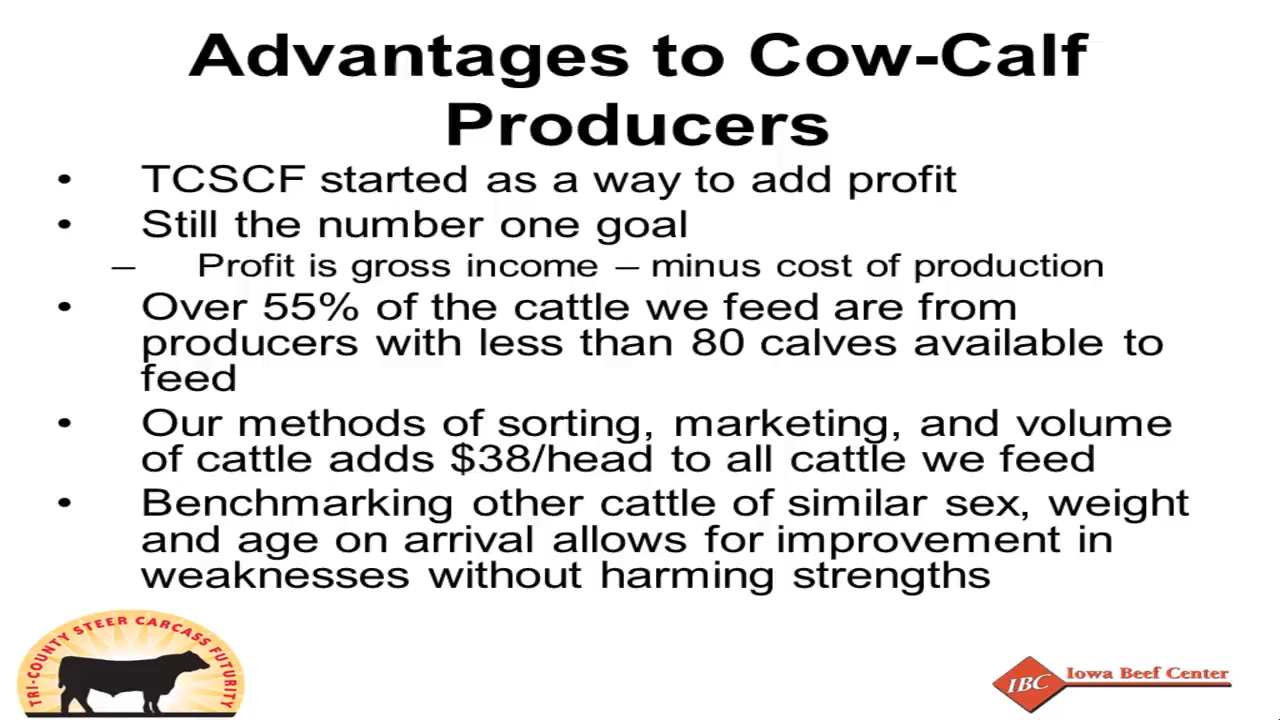 Advantages to Cow-Calf
Producers
• TCSCF started as a way to add profit
• Still the number one goal
– Profit is gross income – minus cost of production
• Over 55% of the cattle we feed are from
producers with less than 80 calves available to
feed
• Our methods of sorting, marketing, and volume
of cattle adds $38/head to all cattle we feed
• Benchmarking other cattle of similar sex, weight
and age on arrival allows for improvement in
weaknesses without harming strengths
TRI-COUNTY STEER CARCASS FUTURITY
IBC Iowa Beef Center